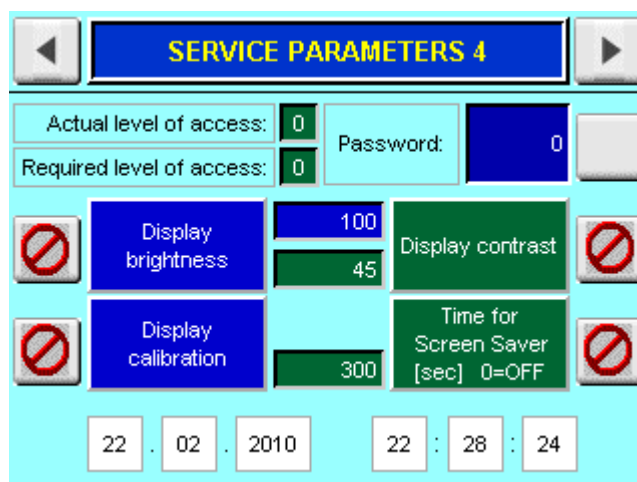 SERVICE PARAMETERS 4
Actual level of access: 0
Required level of access: 0
Password: 0
Display
brightness
100
45
Display contrast
Display
calibration
300
Time for
Screen Saver
[sec] 0=OFF
22 . 02 . 2010 22 : 28 : 24